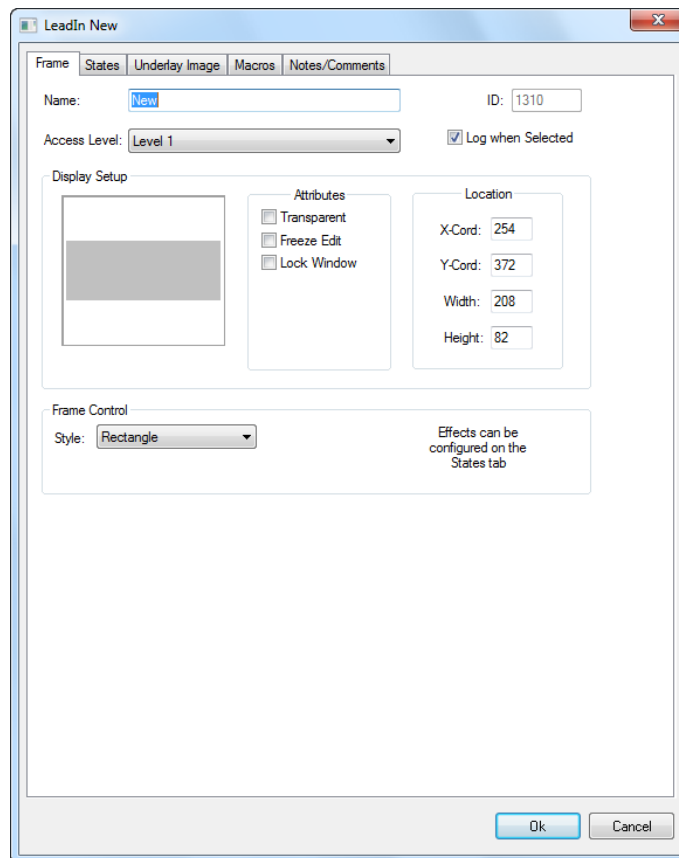 LeadIn New
x
Frame States Underlay Image Macros Notes/Comments
Name: New ID: 1310
Access Level: Level 1 Log when Selected
Display Setup
Attributes
Transparent
Freeze Edit
Lock Window
Location
X-Cord: 254
Y-Cord: 372
Width: 208
Height: 82
Frame Control
Style: Rectangle
Effects can be
configured on the
States tab
Ok Cancel